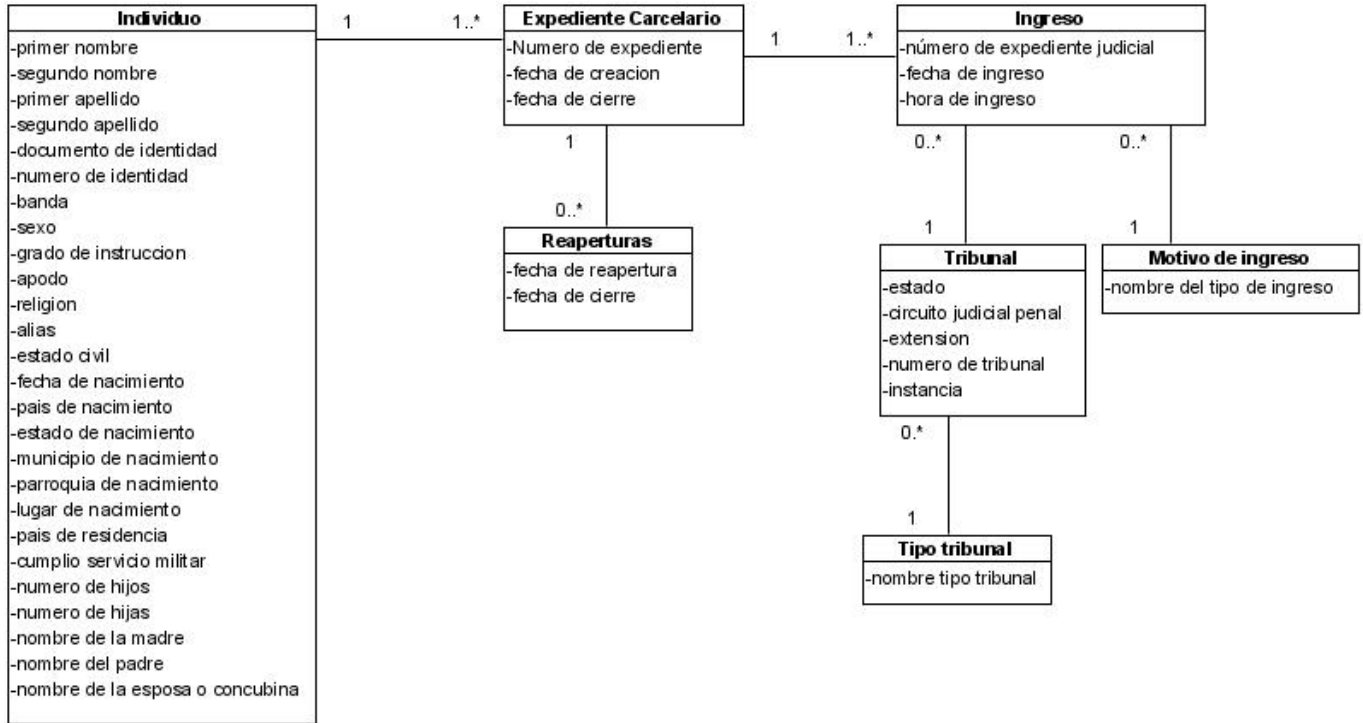 Individuo
-primer nombre
-segundo nombre
-primer apellido
-segundo apellido
-documento de identidad
-numero de identidad
-banda
-sexo
-grado de instruccion
-apodo
-religion
-alias
-estado civil
-fecha de nacimiento
-pais de nacimiento
-estado de nacimiento
-municipio de nacimiento
-parroquia de nacimiento
-lugar de nacimiento
-pais de residencia
-cumplio servicio militar
-numero de hijos
-numero de hijas
-nombre de la madre
-nombre del padre
-nombre de la esposa o concubina
1 1..*
Expediente Carcelario
-Numero de expediente
-fecha de creacion
-fecha de cierre
1 1..*
Ingreso
-número de expediente judicial
-fecha de ingreso
-hora de ingreso
1
0..*
Reaperturas
-fecha de reapertura
-fecha de cierre
0..*
1
Tribunal
-estado
-circuito judicial penal
-extension
-numero de tribunal
-instancia
0..*
1
Motivo de ingreso
-nombre del tipo de ingreso
0.*
1
Tipo tribunal
-nombre tipo tribunal